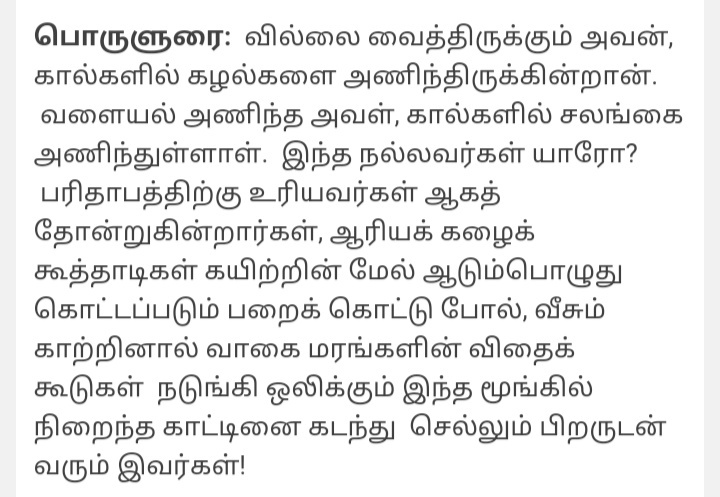 பொருளுரை: வில்லை வைத்திருக்கும் அவன்,
கால்களில் கழல்களை அணிந்திருக்கின்றான்.
வளையல் அணிந்த அவள், கால்களில் சலங்கை
அணிந்துள்ளாள். இந்த நல்லவர்கள் யாரோ?
பரிதாபத்திற்கு உரியவர்கள் ஆகத்
தோன்றுகின்றார்கள், ஆரியக் கழைக்
கூத்தாடிகள் கயிற்றின் மேல் ஆடும்பொழுது
கொட்டப்படும் பறைக் கொட்டு போல், வீசும்
காற்றினால் வாகை மரங்களின் விதைக்
கூடுகள் நடுங்கி ஒலிக்கும் இந்த மூங்கில்
நிறைந்த காட்டினை கடந்து செல்லும் பிறருடன்
வரும் இவர்கள்!